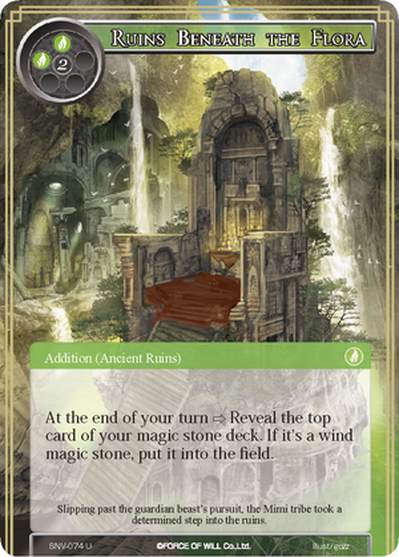 Ruins Beneath the Flora
2
Addition (Ancient Ruins)
At the end of your turn ⇨ Reveal the top
card of your magic stone deck. If it's a wind
magic stone, put it into the field.
Slipping past the guardian beast's pursuit, the Mimi tribe took a
determined step into the ruins.
SNV-074 U
©FORCE OF WILL Co.,Ltd.
Illust/gozz